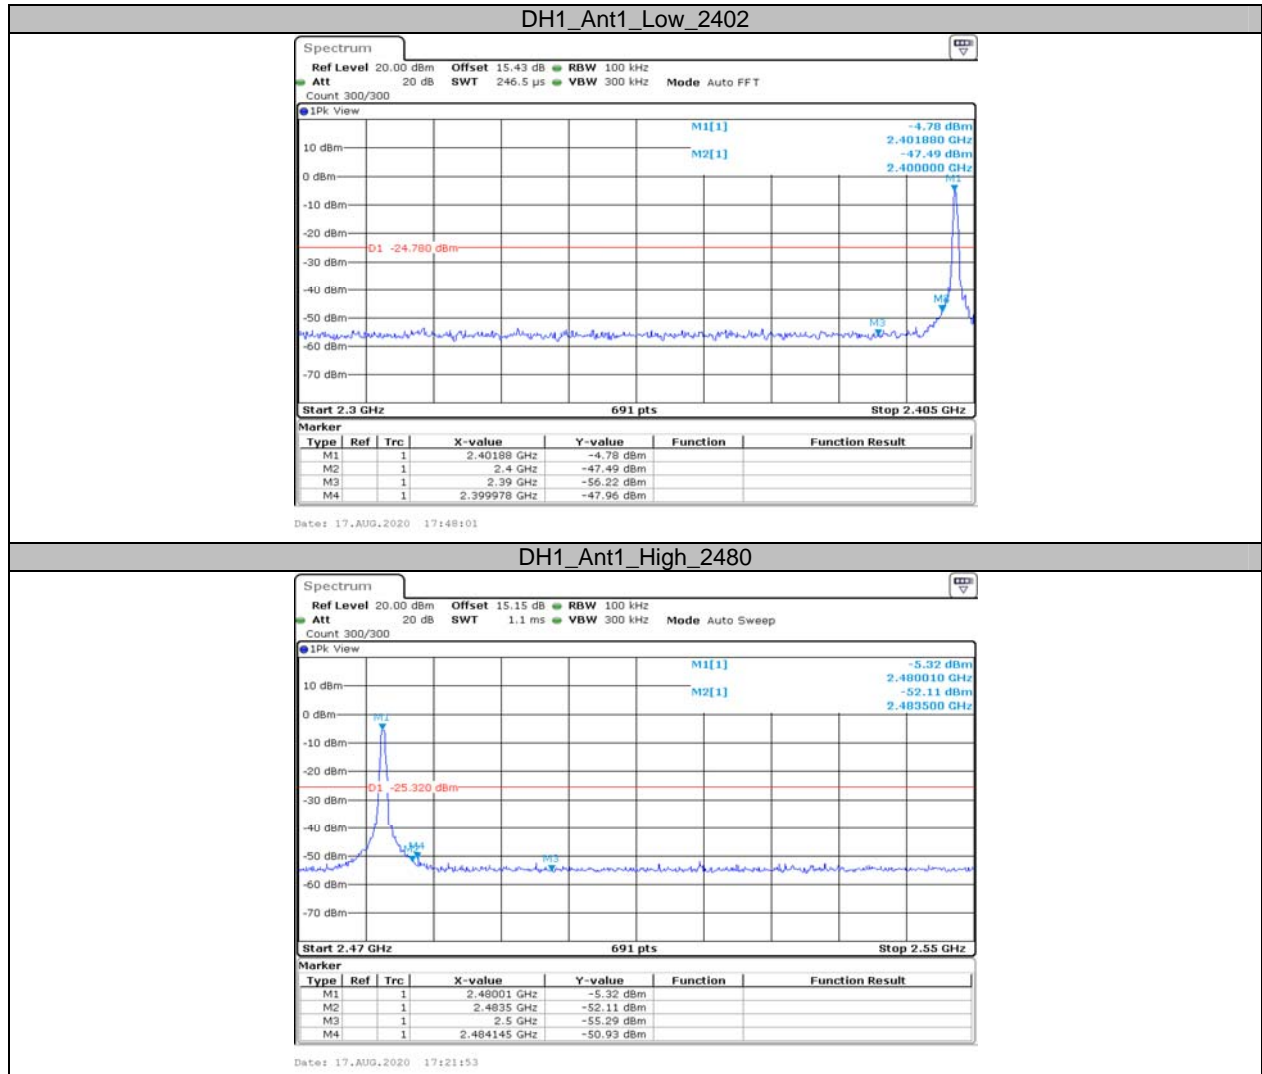 DH1_Ant1_Low_2402
Spectrum
Ref Level 20.00 dBm Offset 15.43 dB RBW 100 kHz
Att 20 dB SWT 246.5 µs VBW 300 kHz Mode Auto FFT
Count 300/300
1Pk View
M1[1] -4.78 dBm
2.401880 GHz
10 dBm
M2[1] -47.49 dBm
2.400000 GHz
0 dBm
M1
-10 dBm
-20 dBm
D1 -24.780 dBm
-30 dBm
-40 dBm
-50 dBm
M3
-60 dBm
-70 dBm
Start 2.3 GHz 691 pts Stop 2.405 GHz
Marker
Type Ref Trc X-value Y-value Function Function Result
M1 1 2.40188 GHz -4.78 dBm
M2 1 2.4 GHz -47.49 dBm
M3 1 2.39 GHz -56.22 dBm
M4 1 2.399978 GHz -47.96 dBm
Date: 17.AUG.2020 17:48:01
DH1_Ant1_High_2480
Spectrum
Ref Level 20.00 dBm Offset 15.15 dB RBW 100 kHz
Att 20 dB SWT 1.1 ms VBW 300 kHz Mode Auto Sweep
Count 300/300
1Pk View
M1[1] -5.32 dBm
2.480010 GHz
10 dBm
M2[1] -52.11 dBm
2.483500 GHz
0 dBm
M1
-10 dBm
-20 dBm
D1 -25.320 dBm
-30 dBm
-40 dBm
M4
-50 dBm
M3
-60 dBm
-70 dBm
Start 2.47 GHz 691 pts Stop 2.55 GHz
Marker
Type Ref Trc X-value Y-value Function Function Result
M1 1 2.48001 GHz -5.32 dBm
M2 1 2.4835 GHz -52.11 dBm
M3 1 2.5 GHz -55.29 dBm
M4 1 2.484145 GHz -50.93 dBm
Date: 17.AUG.2020 17:21:53